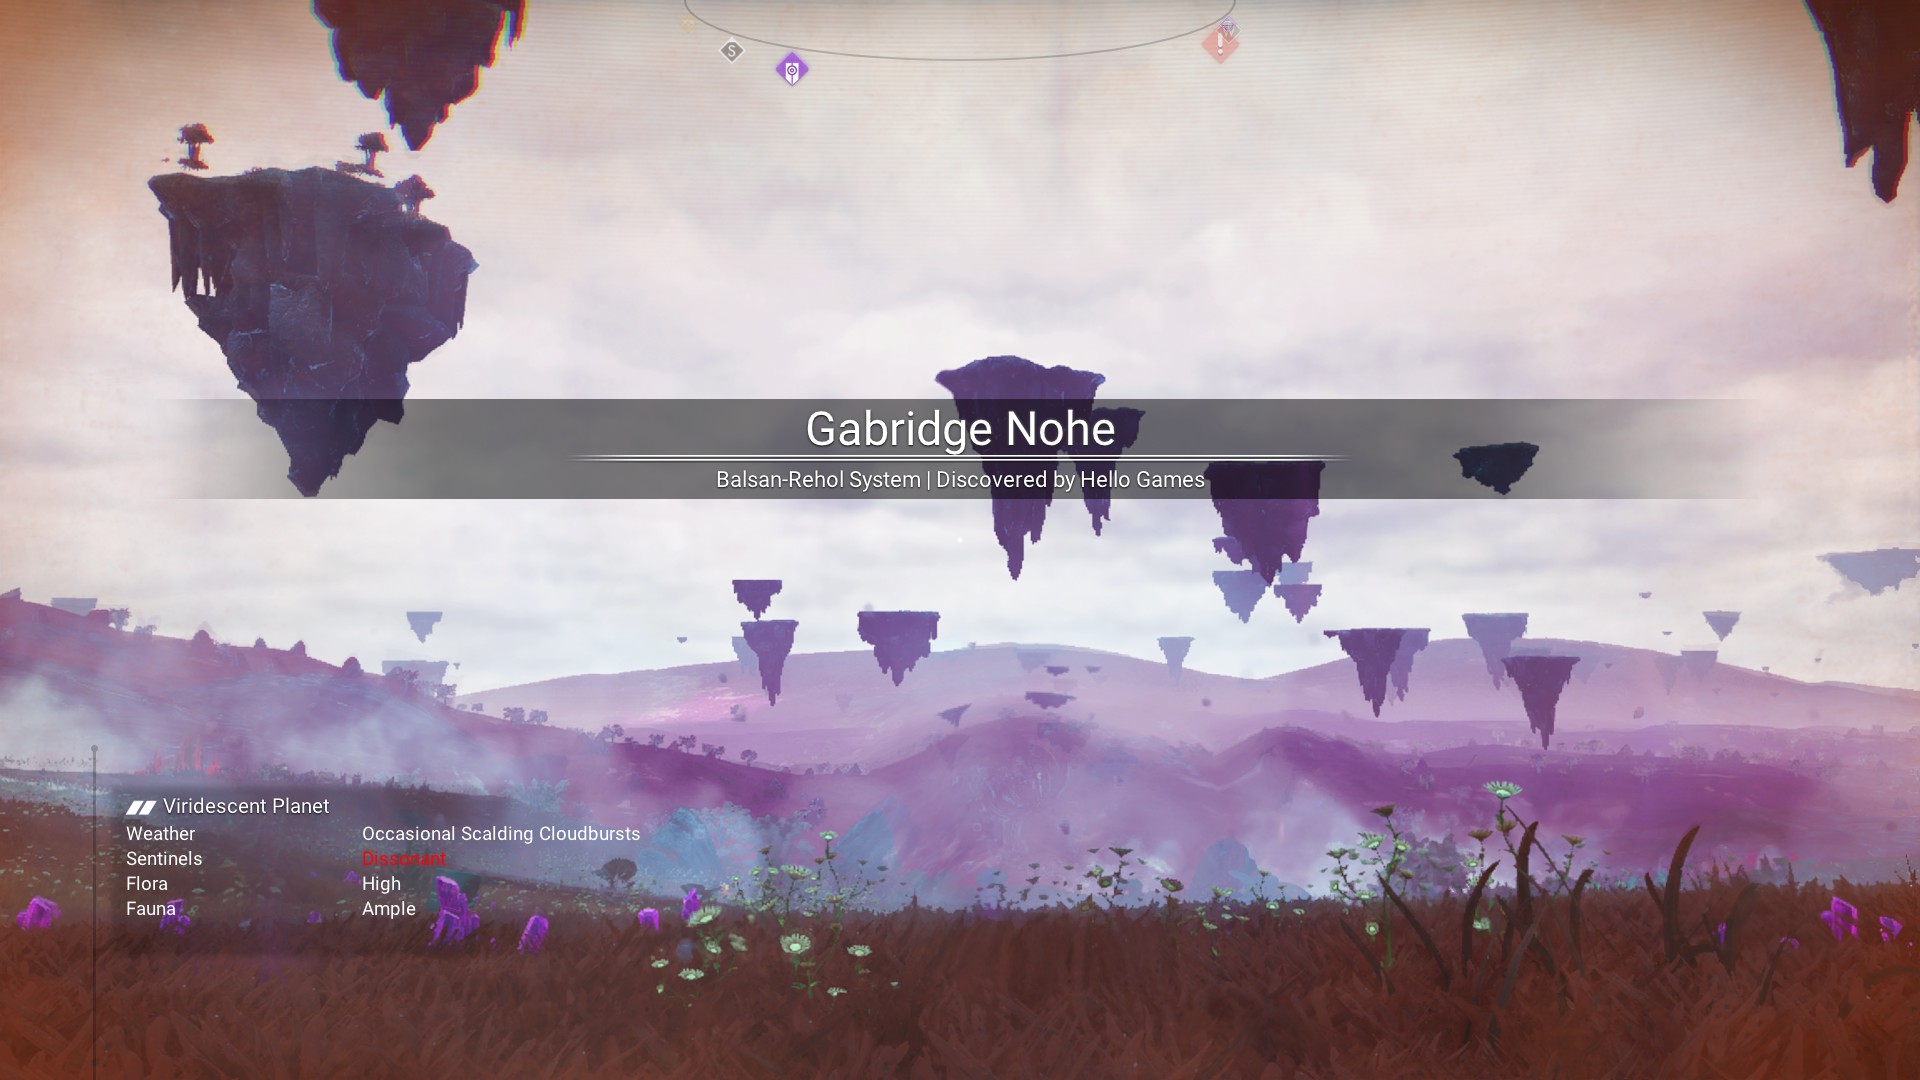 S
Gabridge Nohe
Balsan-Rehol System | Discovered by Hello Games
Viridescent Planet
Weather Occasional Scalding Cloudbursts
Sentinels Dissonant
Flora High
Fauna Ample